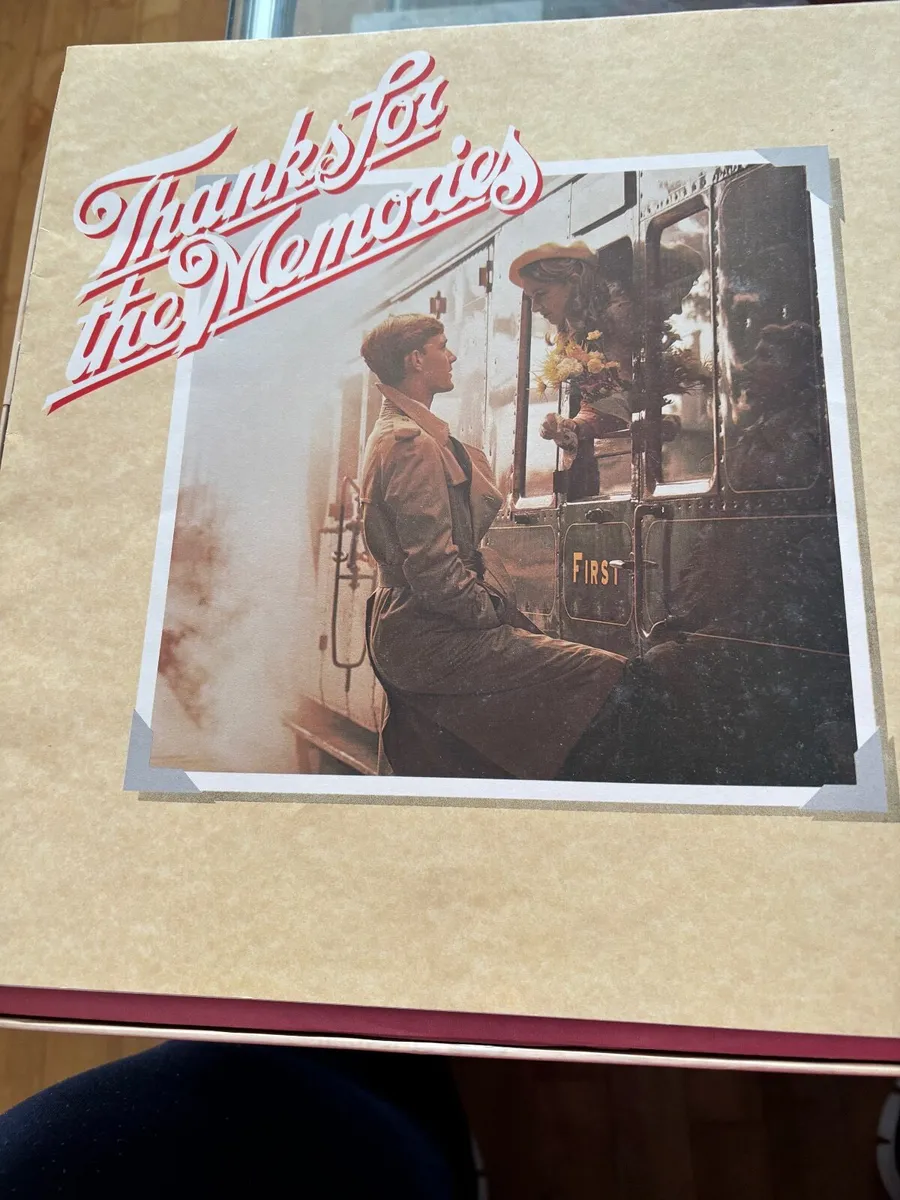 Thanks for
the Memories
FIRST